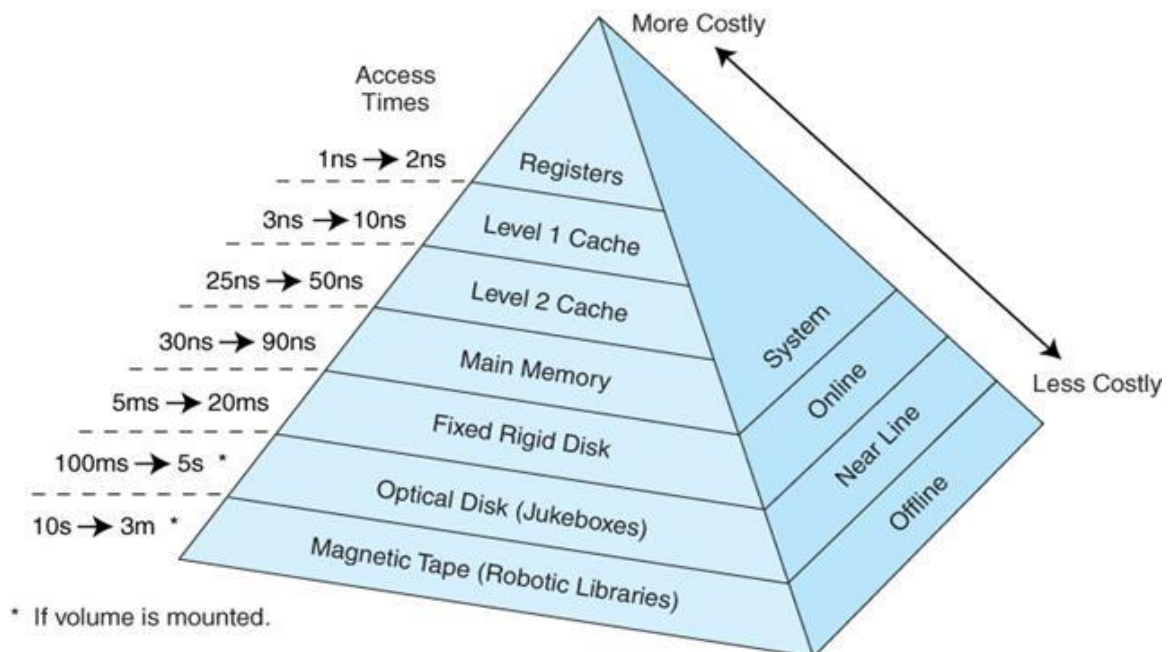 More Costly
Access
Times
1ns → 2ns
Registers
3ns → 10ns
Level 1 Cache
25ns → 50ns
Level 2 Cache
30ns → 90ns
Main Memory
System
5ms → 20ms
Fixed Rigid Disk
Online
Less Costly
100ms → 5s *
Optical Disk (Jukeboxes)
Near Line
10s → 3m *
Magnetic Tape (Robotic Libraries)
Offline
* If volume is mounted.